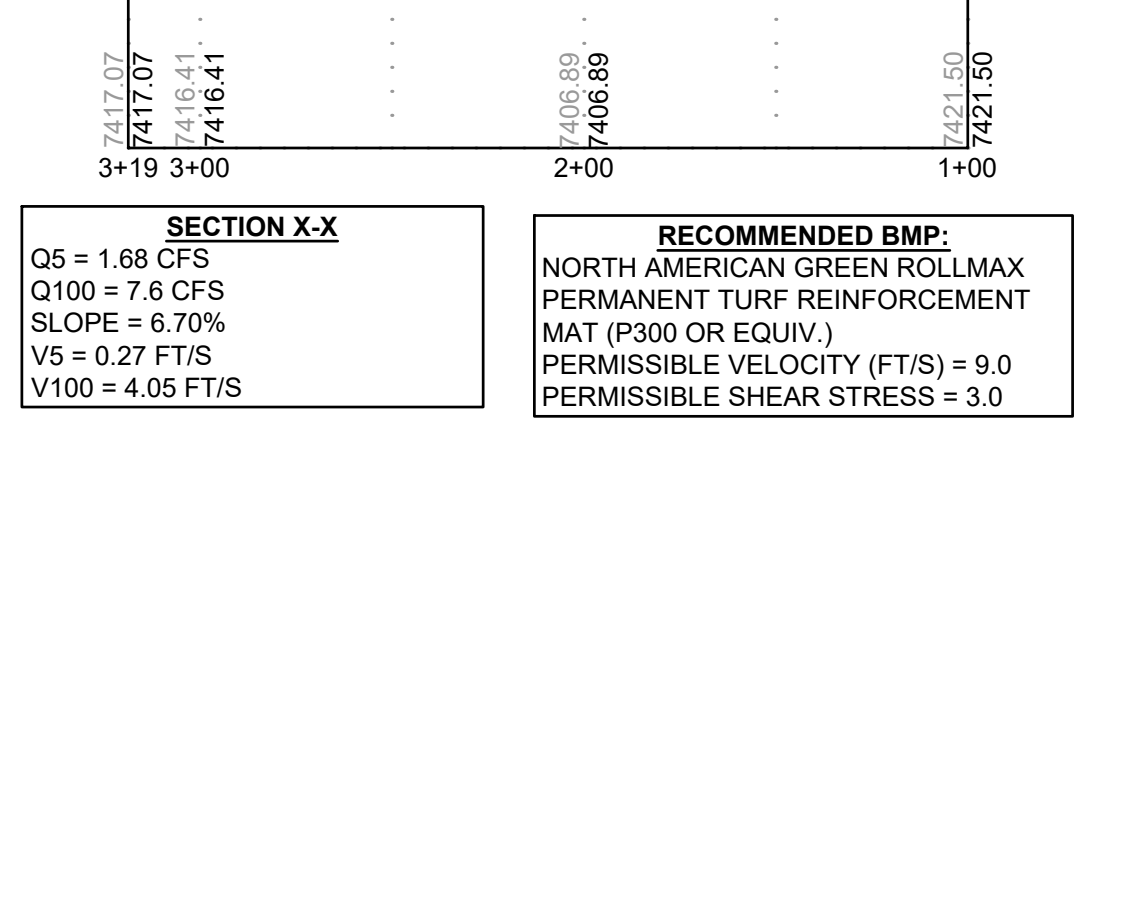 7417.07 7417.07 7416.41 7416.41 7406.89 7406.89 7421.50 7421.50
3+19 3+00 2+00 1+00
SECTION X-X
Q5 = 1.68 CFS
Q100 = 7.6 CFS
SLOPE = 6.70%
V5 = 0.27 FT/S
V100 = 4.05 FT/S
RECOMMENDED BMP:
NORTH AMERICAN GREEN ROLLMAX
PERMANENT TURF REINFORCEMENT
MAT (P300 OR EQUIV.)
PERMISSIBLE VELOCITY (FT/S) = 9.0
PERMISSIBLE SHEAR STRESS = 3.0